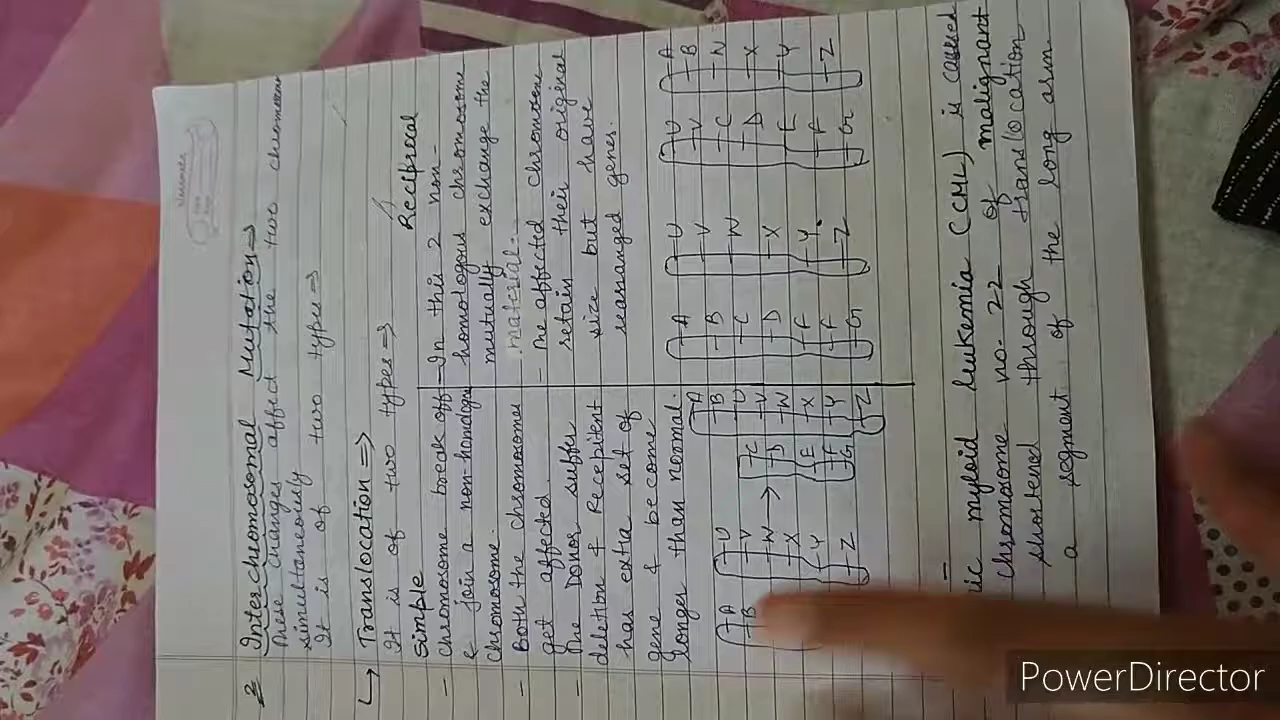 2 Interchromosomal Mutation ⇒
These changes affect the two chromosom
simultaneously
It is of two types ⇒
↳ Translocation ⇒
It is of two types ⇒
Simple
- Chromosome break off
& join a non-homologus
chromosome.
- Both the chromosomes
get affected.
- The Donor suffer
deletion & Recepitent
has extra set of
gene & become
longer than normal.
Reciprocal
- In this 2 non-
homologous chromosome
mutually exchange the
material.
- The affected chromosome
retain their original
size but have
rearranged genes.
A
B
U
V
W
X
Y
Z
→
C
D
E
F
G
A
B
U
V
W
X
Y
Z
A
B
C
D
E
F
G
U
V
W
X
Y
Z
U
V
C
D
E
F
G
A
B
W
X
Y
Z
myloid leukemia (CML) is caused
Chromosome no. 22 of malignant
shortened through translocation
a segment of the long arm
PowerDirector